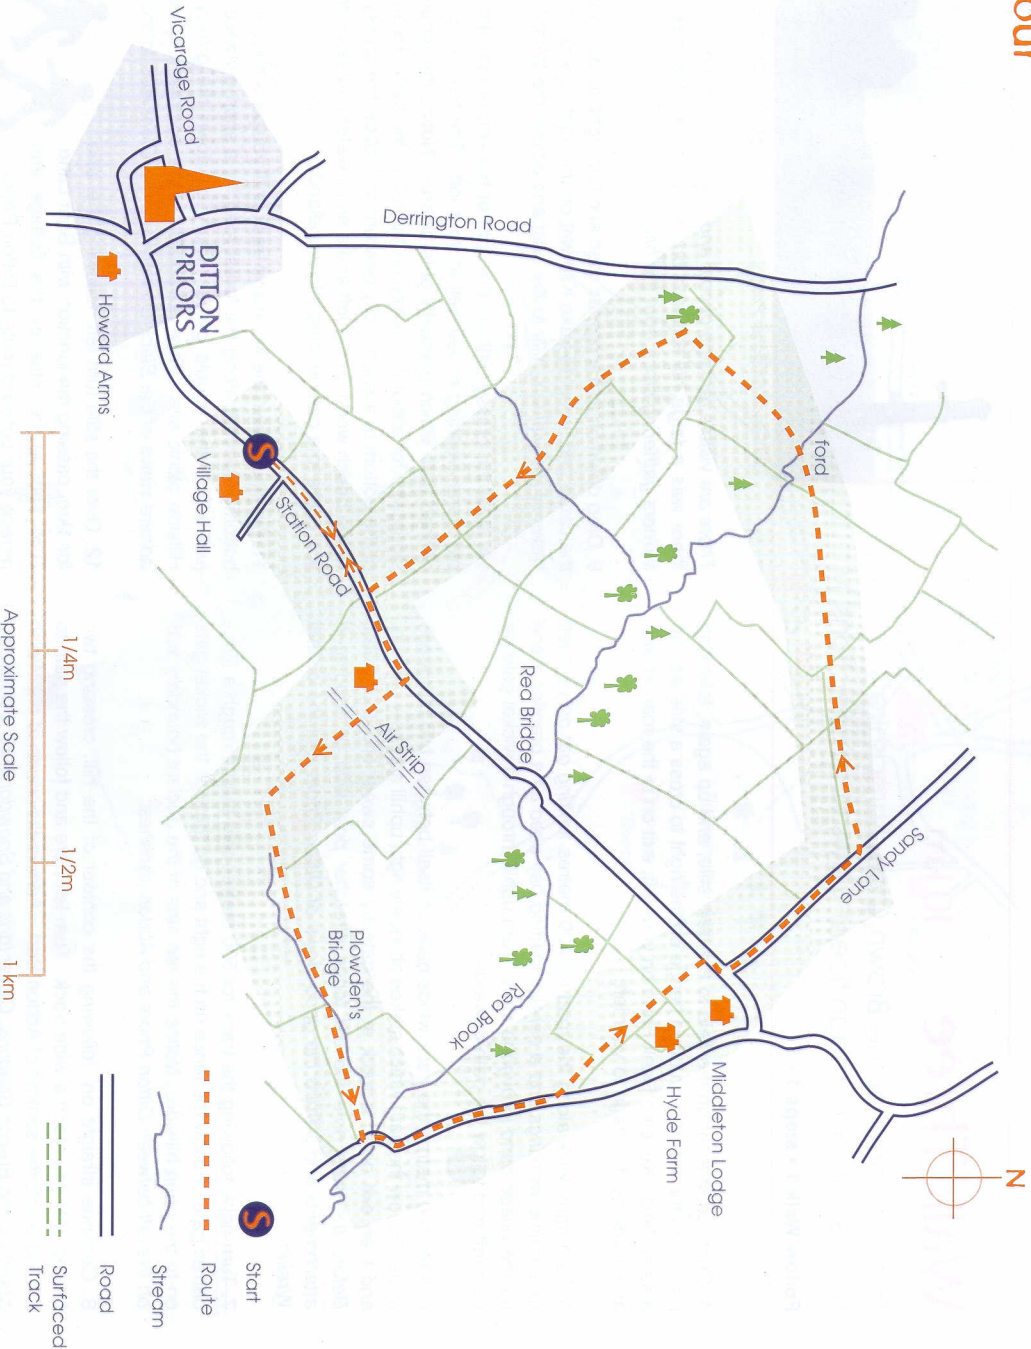 our
Vicarage Road
Derrington Road
DITTON
PRIORS
Howard Arms
S
Village Hall
Station Road
ford
Rea Bridge
Air Strip
Sandy Lane
Plowden's
Bridge
Rea Brook
Middleton Lodge
Hyde Farm
N
1/4m
1/2m
1 km
Approximate Scale
S
Start
Route
Stream
Road
Surfaced
Track